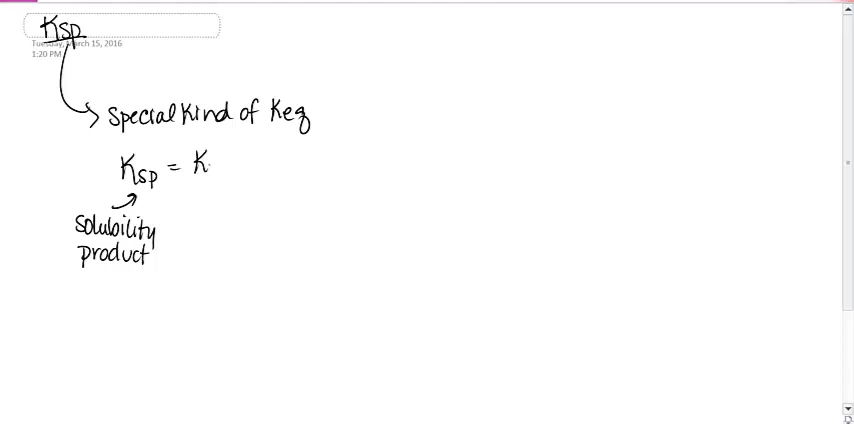 Ksp
Tuesday, March 15, 2016
1:20 PM
special kind of Keq
Ksp = K
solubility
product